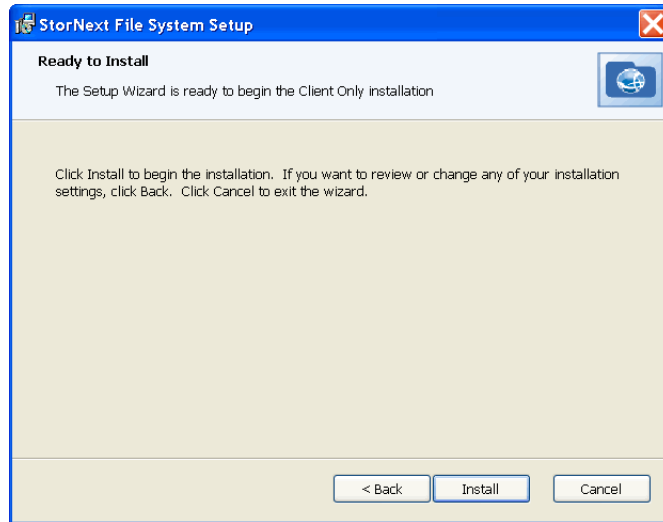 StorNext File System Setup
Ready to Install
The Setup Wizard is ready to begin the Client Only installation
Click Install to begin the installation. If you want to review or change any of your installation
settings, click Back. Click Cancel to exit the wizard.
< Back Install Cancel